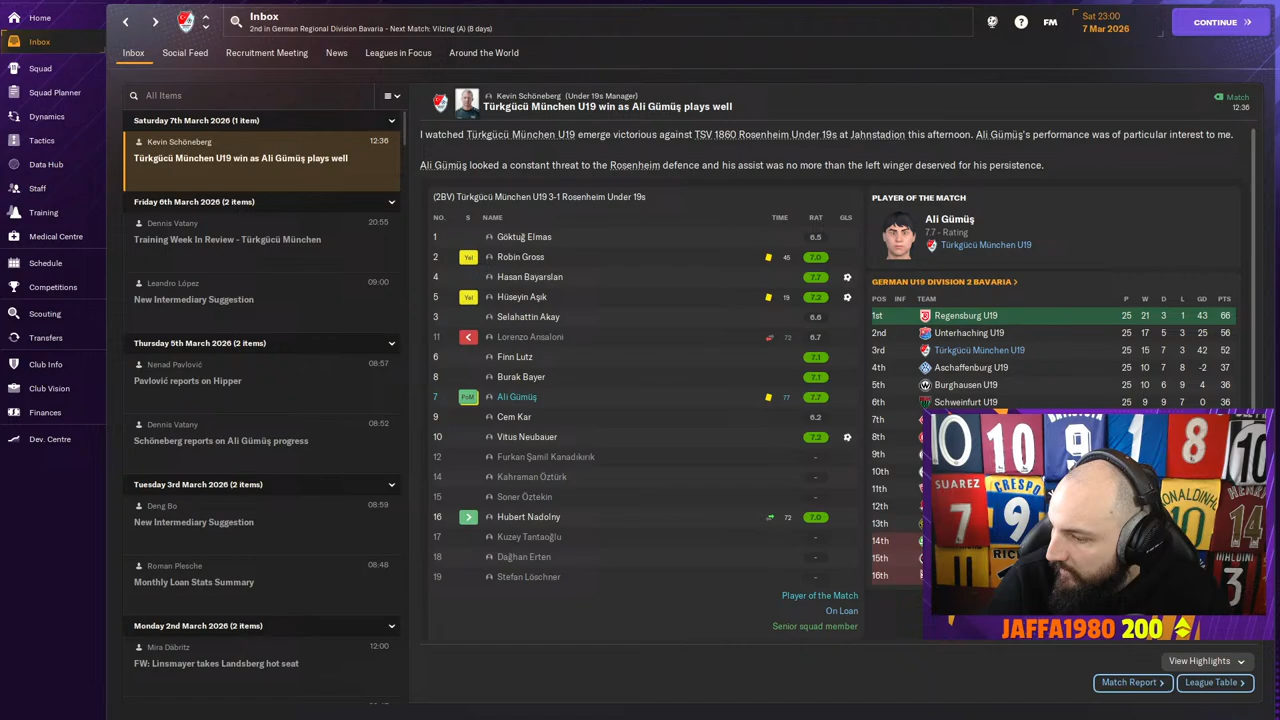 Home
Inbox
Squad
Squad Planner
Dynamics
Tactics
Data Hub
Staff
Training
Medical Centre
Schedule
Competitions
Scouting
Transfers
Club Info
Club Vision
Finances
Dev. Centre
Inbox
2nd in German Regional Division Bavaria - Next Match: Vilzing (A) (8 days)
FM
Sat 23:00
7 Mar 2026
CONTINUE
Inbox Social Feed Recruitment Meeting News Leagues in Focus Around the World
All Items
Saturday 7th March 2026 (1 item)
Kevin Schöneberg 12:36
Türkgücü München U19 win as Ali Gümüş plays well
Friday 6th March 2026 (2 items)
Dennis Vatany 20:55
Training Week In Review - Türkgücü München
Leandro López 09:00
New Intermediary Suggestion
Thursday 5th March 2026 (2 items)
Nenad Pavlović 08:57
Pavlović reports on Hipper
Dennis Vatany 08:52
Schöneberg reports on Ali Gümüş progress
Tuesday 3rd March 2026 (2 items)
Deng Bo 08:59
New Intermediary Suggestion
Roman Plesche 08:48
Monthly Loan Stats Summary
Monday 2nd March 2026 (2 items)
Mira Däbritz 12:00
FW: Linsmayer takes Landsberg hot seat
Kevin Schöneberg (Under 19s Manager)
Türkgücü München U19 win as Ali Gümüş plays well
Match
12:36
I watched Türkgücü München U19 emerge victorious against TSV 1860 Rosenheim Under 19s at Jahnstadion this afternoon. Ali Gümüş's performance was of particular interest to me.
Ali Gümüş looked a constant threat to the Rosenheim defence and his assist was no more than the left winger deserved for his persistence.
(2BV) Türkgücü München U19 3-1 Rosenheim Under 19s
NO. S NAME TIME RAT GLS
1 Göktuğ Elmas 6.5
2 Yel Robin Gross 45 7.0
4 Hasan Bayarslan 7.7
5 Yel Hüseyin Aşık 19 7.2
3 Selahattin Akay 6.6
11 Lorenzo Ansaloni 72 6.7
6 Finn Lutz 7.1
8 Burak Bayer 7.1
7 PoM Ali Gümüş 77 7.7
9 Cem Kar 6.2
10 Vitus Neubauer 7.2
12 Furkan Şamil Kanadıkırık -
14 Kahraman Öztürk -
15 Soner Öztekin -
16 Hubert Nadolny 72 7.0
17 Kuzey Tantaoğlu -
18 Dağhan Erten -
19 Stefan Löschner -
Player of the Match
On Loan
Senior squad member
PLAYER OF THE MATCH
Ali Gümüş
7.7 - Rating
Türkgücü München U19
GERMAN U19 DIVISION 2 BAVARIA
POS INF TEAM P W D L GD PTS
1st Regensburg U19 25 21 3 1 43 66
2nd Unterhaching U19 25 17 5 3 25 56
3rd Türkgücü München U19 25 15 7 3 42 52
4th Aschaffenburg U19 25 10 7 8 -2 37
5th Burghausen U19 25 10 6 9 4 36
6th Schweinfurt U19 25 9 9 7 0 36
7th
8th
9th
10th
11th
12th
13th
14th
15th
16th
10
10
9
1
8
10
SUAREZ
7
CRESPO
9
10
14
MALDINI
3
JAFFA1980 200
View Highlights
Match Report
League Table